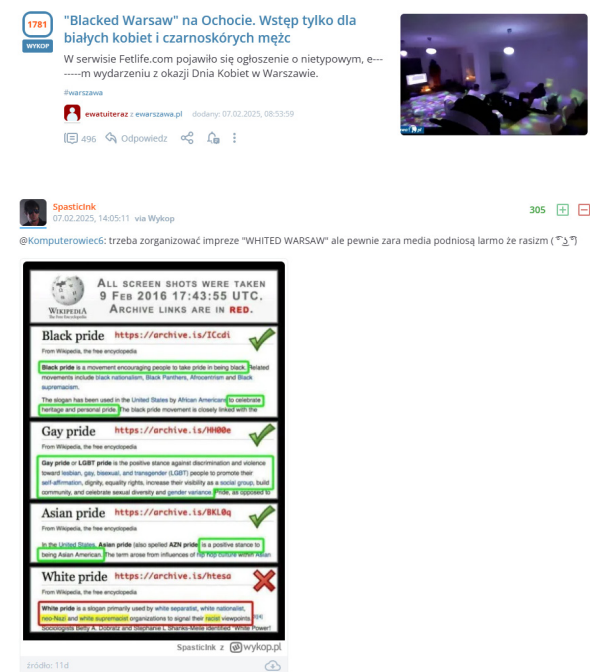 1781
WYKOP
"Blacked Warsaw" na Ochocie. Wstęp tylko dla
białych kobiet i czarnoskórych mężc
W serwisie Fetlife.com pojawiło się ogłoszenie o nietypowym, e---
-----m wydarzeniu z okazji Dnia Kobiet w Warszawie.
#warszawa
ewatuiteraz z ewarszawa.pl dodany: 07.02.2025, 08:53:59
496 Odpowiedz
SpasticInk
07.02.2025, 14:05:11 via Wykop
305
@Komputerowiec6: trzeba zorganizować impreze "WHITED WARSAW" ale pewnie zara media podniosą larmo że rasizm ( ͡° ͜ʖ ͡°)
WIKIPEDIA
The Free Encyclopedia
ALL SCREEN SHOTS WERE TAKEN
9 FEB 2016 17:43:55 UTC.
ARCHIVE LINKS ARE IN RED.
Black pride https://archive.is/ICcdi
From Wikipedia, the free encyclopedia
Black pride is a movement encouraging people to take pride in being black. Related
movements include black nationalism, Black Panthers, Afrocentrism and Black
supremacism.
The slogan has been used in the United States by African Americans to celebrate
heritage and personal pride. The black pride movement is closely linked with the
Gay pride https://archive.is/HH00e
From Wikipedia, the free encyclopedia
Gay pride or LGBT pride is the positive stance against discrimination and violence
toward lesbian, gay, bisexual, and transgender (LGBT) people to promote their
self-affirmation, dignity, equality rights, increase their visibility as a social group, build
community, and celebrate sexual diversity and gender variance. Pride, as opposed to
Asian pride https://archive.is/BKL0q
From Wikipedia, the free encyclopedia
In the United States, Asian pride (also spelled AZN pride) is a positive stance to
being Asian American. The term arose from influences of hip hop culture within Asian
White pride https://archive.is/htesa
From Wikipedia, the free encyclopedia
White pride is a slogan primarily used by white separatist, white nationalist,
neo-Nazi and white supremacist organizations to signal their racist viewpoints.
Sociologists Betty A. Dobratz and Stephanie L Shanks-Meile identified "White Power!
SpasticInk z wykop.pl
źródło: 11d